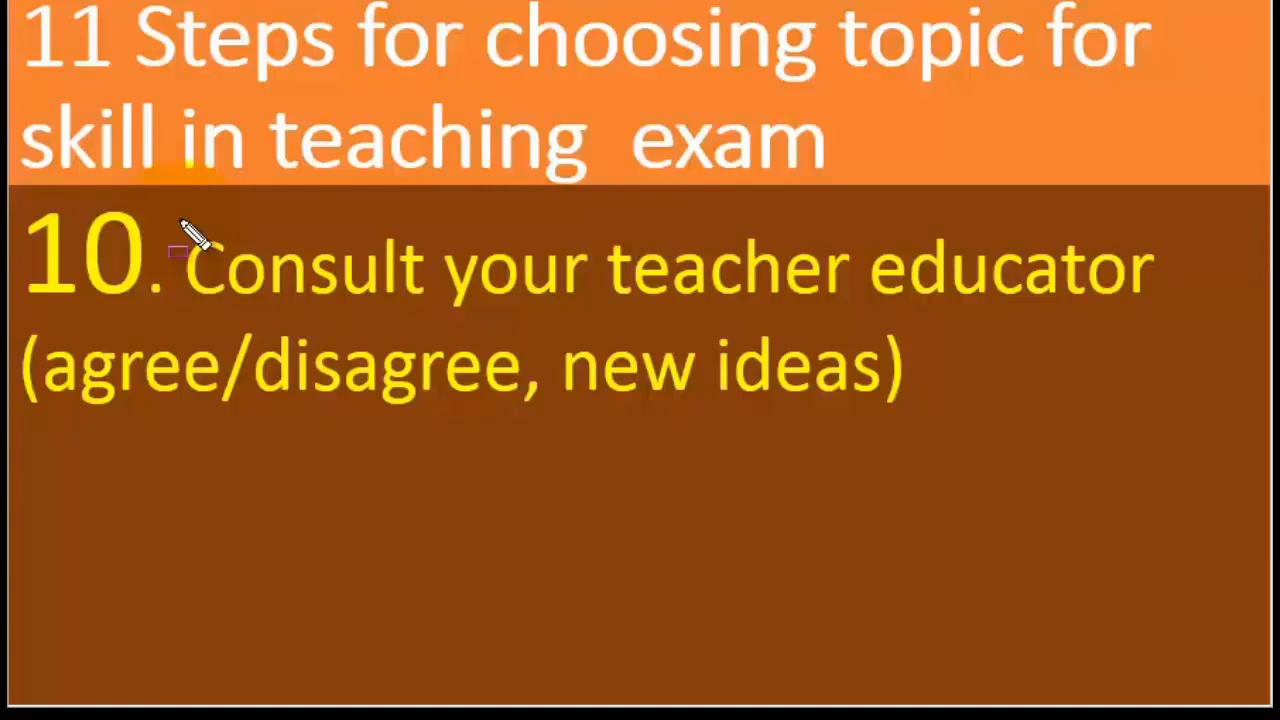 11 Steps for choosing topic for
skill in teaching exam
10. Consult your teacher educator
(agree/disagree, new ideas)